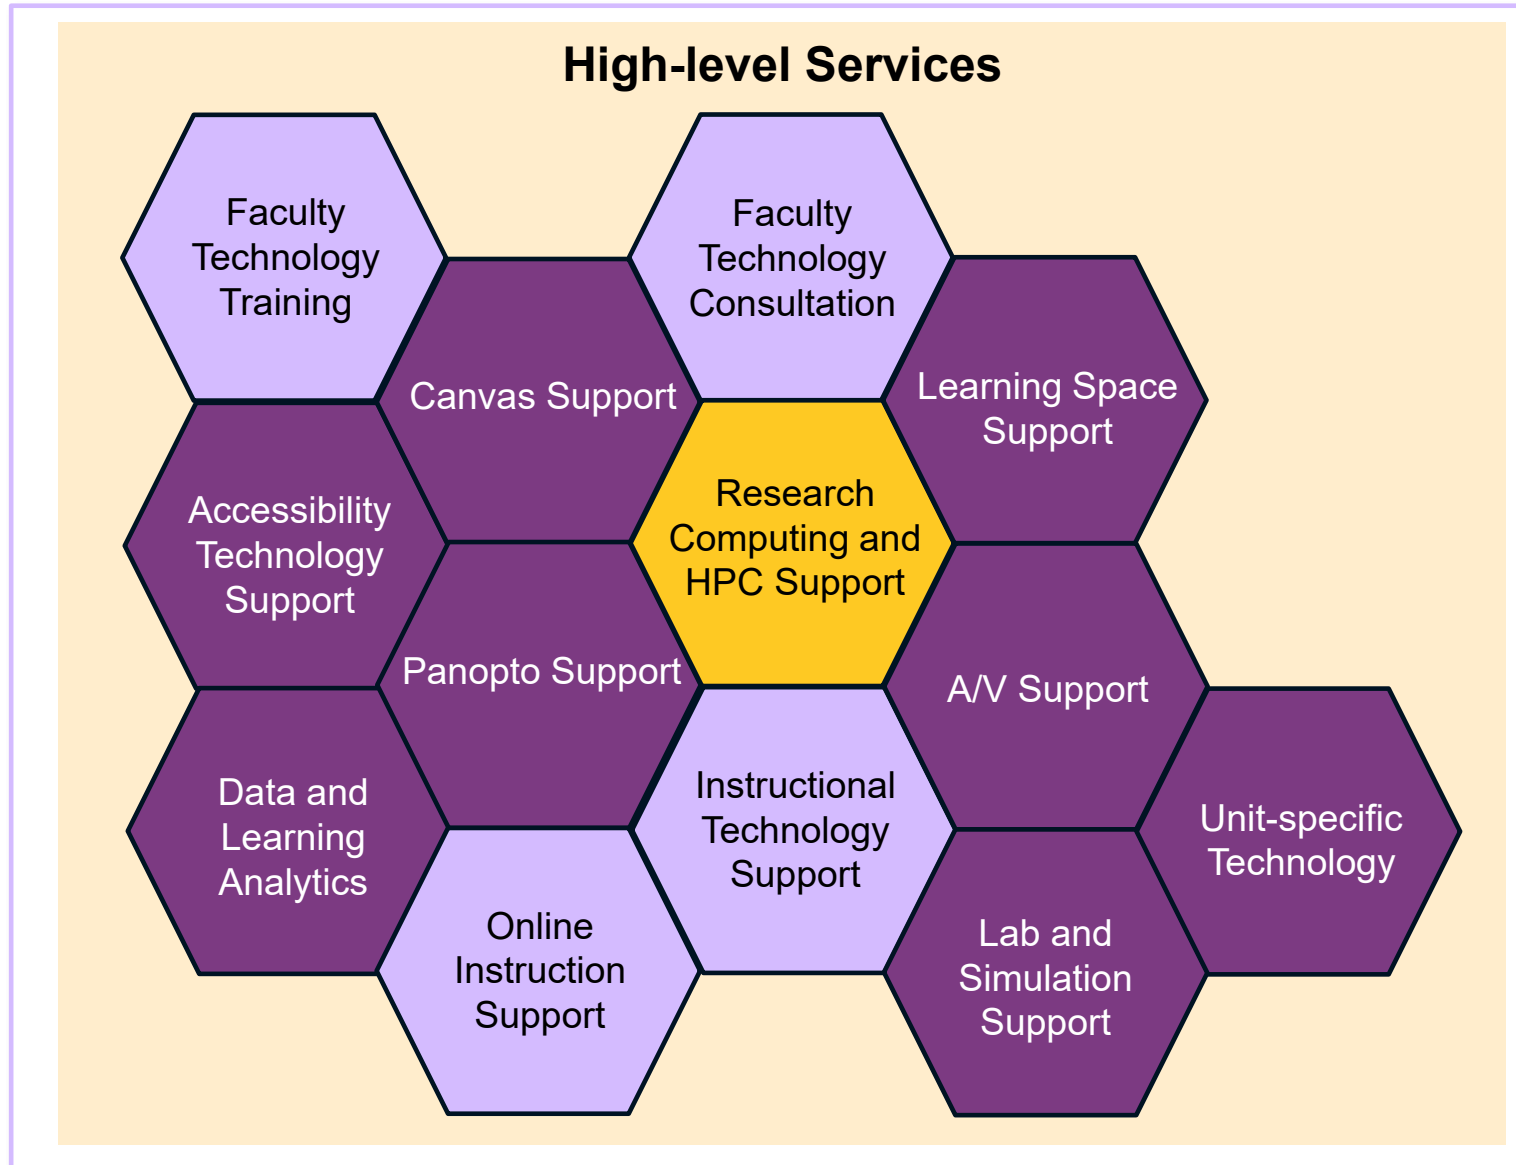 High-level Services
Faculty
Technology
Training
Faculty
Technology
Consultation
Canvas Support
Learning Space
Support
Accessibility
Technology
Support
Research
Computing and
HPC Support
Panopto Support
A/V Support
Data and
Learning
Analytics
Instructional
Technology
Support
Unit-specific
Technology
Online
Instruction
Support
Lab and
Simulation
Support